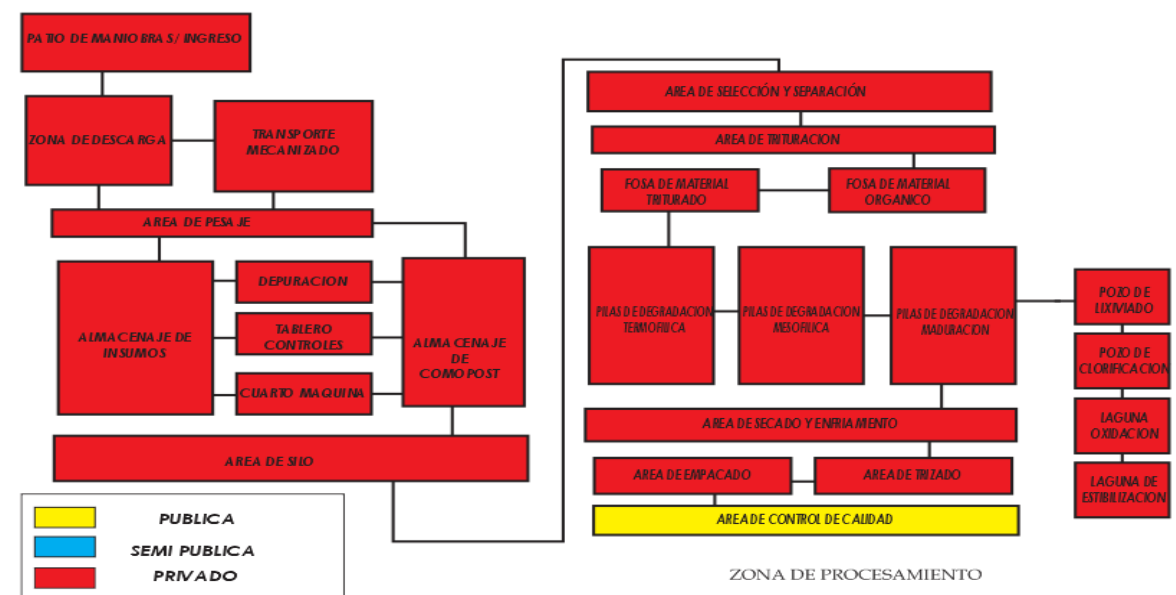 PATIO DE MANIOBRAS/ INGRESO
ZONA DE DESCARGA
TRANSPORTE
MECANIZADO
AREA DE PESAJE
ALMACENAJE DE
INSUMOS
DEPURACION
TABLERO
CONTROLES
CUARTO MAQUINA
ALMACENAJE
DE
COMOPOST
AREA DE SILO
PUBLICA
SEMI PUBLICA
PRIVADO
AREA DE SELECCIÓN Y SEPARACIÓN
AREA DE TRITURACION
FOSA DE MATERIAL
TRITURADO
FOSA DE MATERIAL
ORGANICO
PILAS DE DEGRADACION
TERMOFILICA
PILAS DE DEGRADACION
MESOFILICA
PILAS DE DEGRADACION
MADURACION
POZO DE
LIXIVIADO
POZO DE
CLORIFICACION
LAGUNA
OXIDACION
LAGUNA DE
ESTIBILIZACION
AREA DE SECADO Y ENFRIAMIENTO
AREA DE EMPACADO
AREA DE TRIZADO
AREA DE CONTROL DE CALIDAD
ZONA DE PROCESAMIENTO